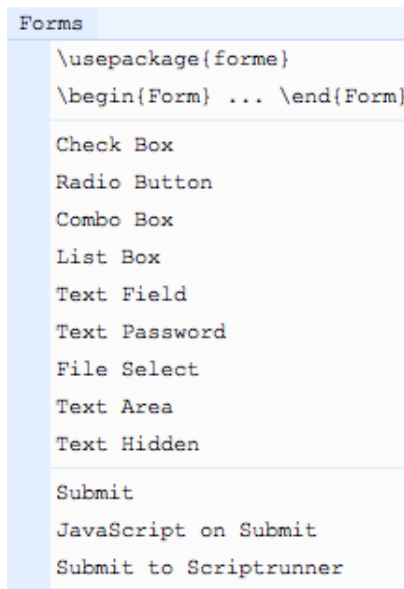 Forms
\usepackage{forme}
\begin{Form} ... \end{Form}
Check Box
Radio Button
Combo Box
List Box
Text Field
Text Password
File Select
Text Area
Text Hidden
Submit
JavaScript on Submit
Submit to Scriptrunner